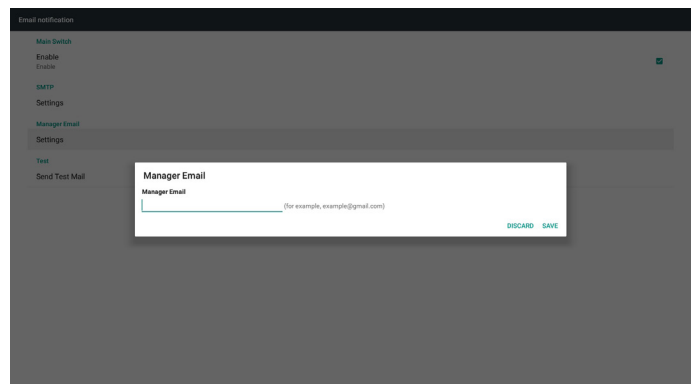 Email notification
Main Switch
Enable
Enable
SMTP
Settings
Manager Email
Settings
Test
Send Test Mail
Manager Email
Manager Email
(for example, example@gmail.com)
DISCARD SAVE